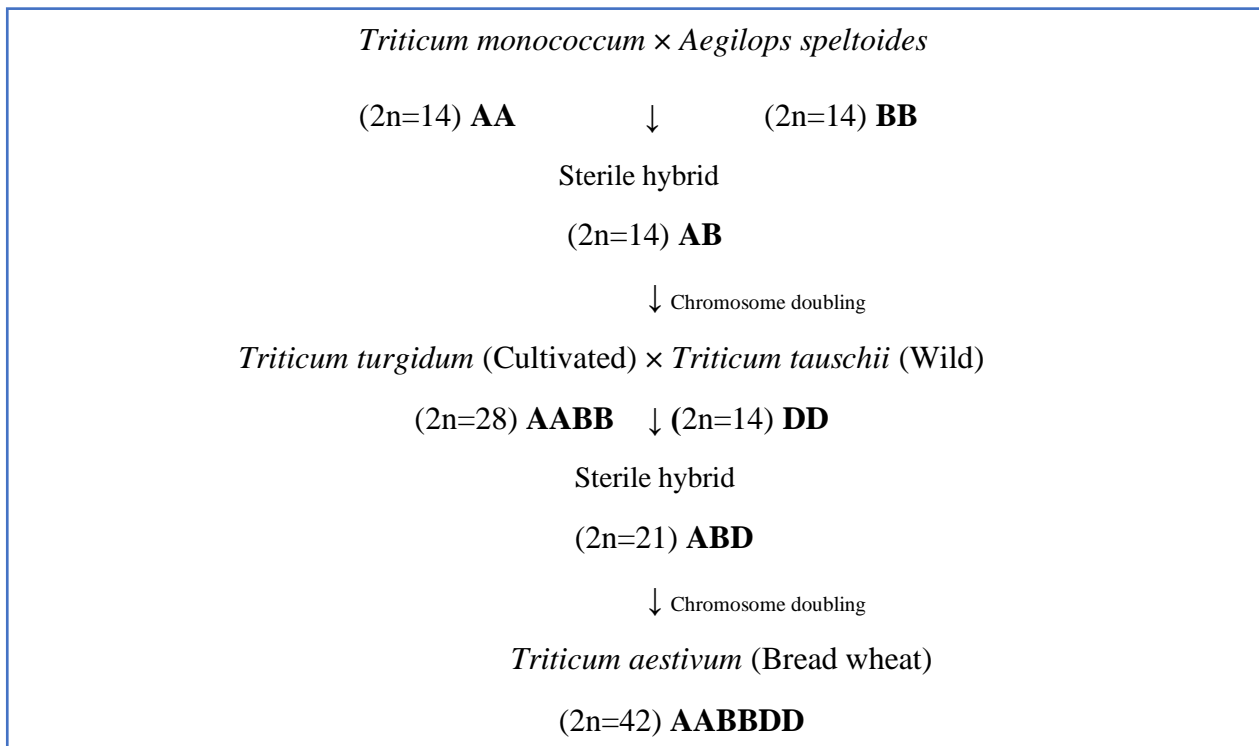 Triticum monococcum × Aegilops speltoides
(2n=14) AA ↓ (2n=14) BB
Sterile hybrid
(2n=14) AB
↓ Chromosome doubling
Triticum turgidum (Cultivated) × Triticum tauschii (Wild)
(2n=28) AABB ↓ (2n=14) DD
Sterile hybrid
(2n=21) ABD
↓ Chromosome doubling
Triticum aestivum (Bread wheat)
(2n=42) AABBDD